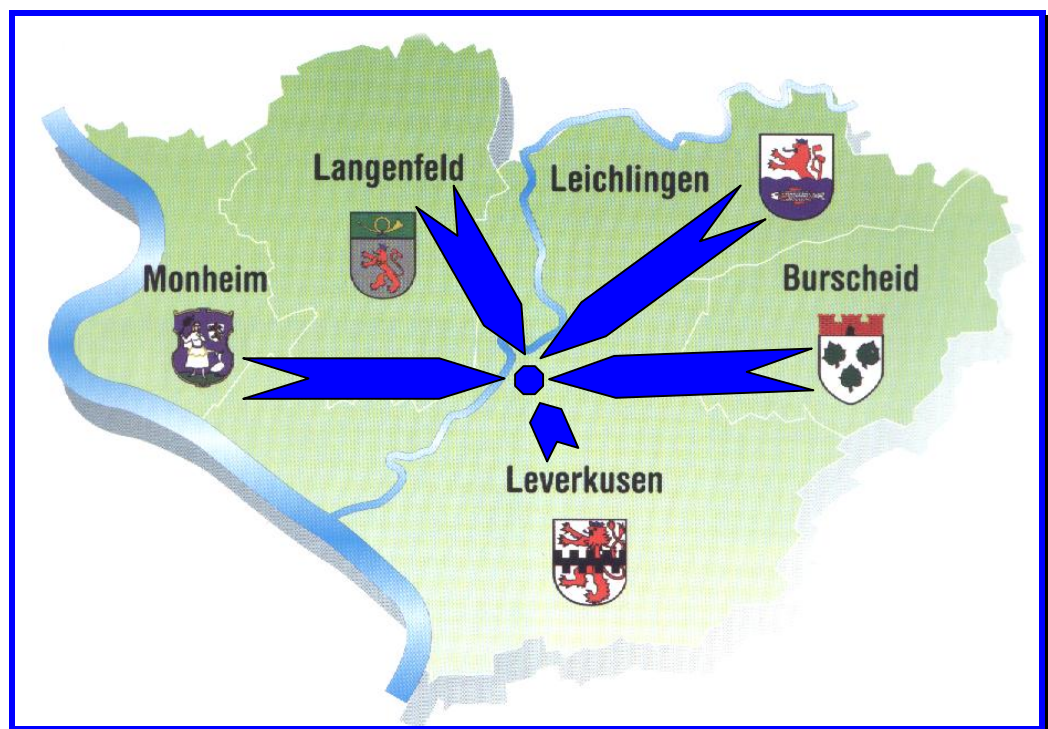 Langenfeld
Leichlingen
Monheim
Burscheid
Leverkusen